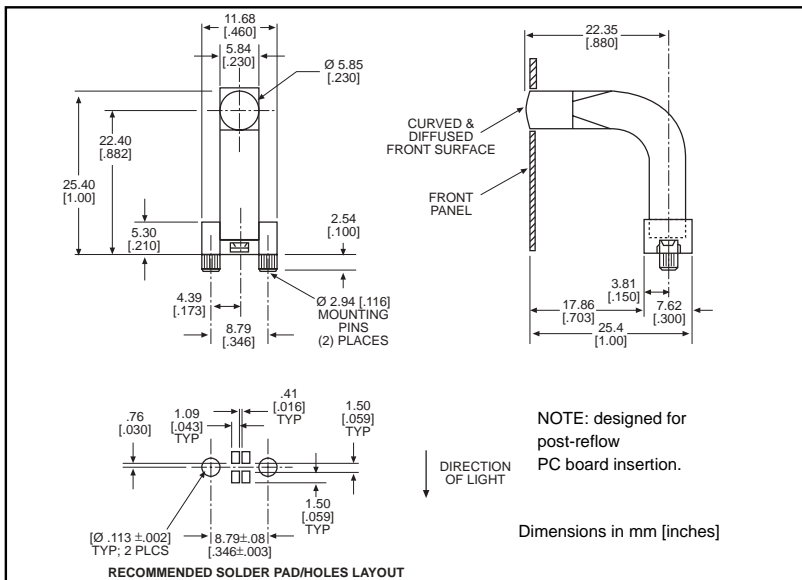 11.68
[.460]
5.84
[.230]
Ø 5.85
[.230]
22.40
[.882]
25.40
[1.00]
5.30
[.210]
2.54
[.100]
4.39
[.173]
8.79
[.346]
Ø 2.94 [.116]
MOUNTING
PINS
(2) PLACES
22.35
[.880]
CURVED &
DIFFUSED
FRONT SURFACE
FRONT
PANEL
3.81
[.150]
17.86
[.703]
7.62
[.300]
25.4
[1.00]
.76
[.030]
1.09
[.043]
TYP
.41
[.016]
TYP
1.50
[.059]
TYP
1.50
[.059]
TYP
[Ø .113 ±.002]
TYP; 2 PLCS
8.79±.08
[.346±.003]
DIRECTION
OF LIGHT
NOTE: designed for
post-reflow
PC board insertion.
Dimensions in mm [inches]
RECOMMENDED SOLDER PAD/HOLES LAYOUT